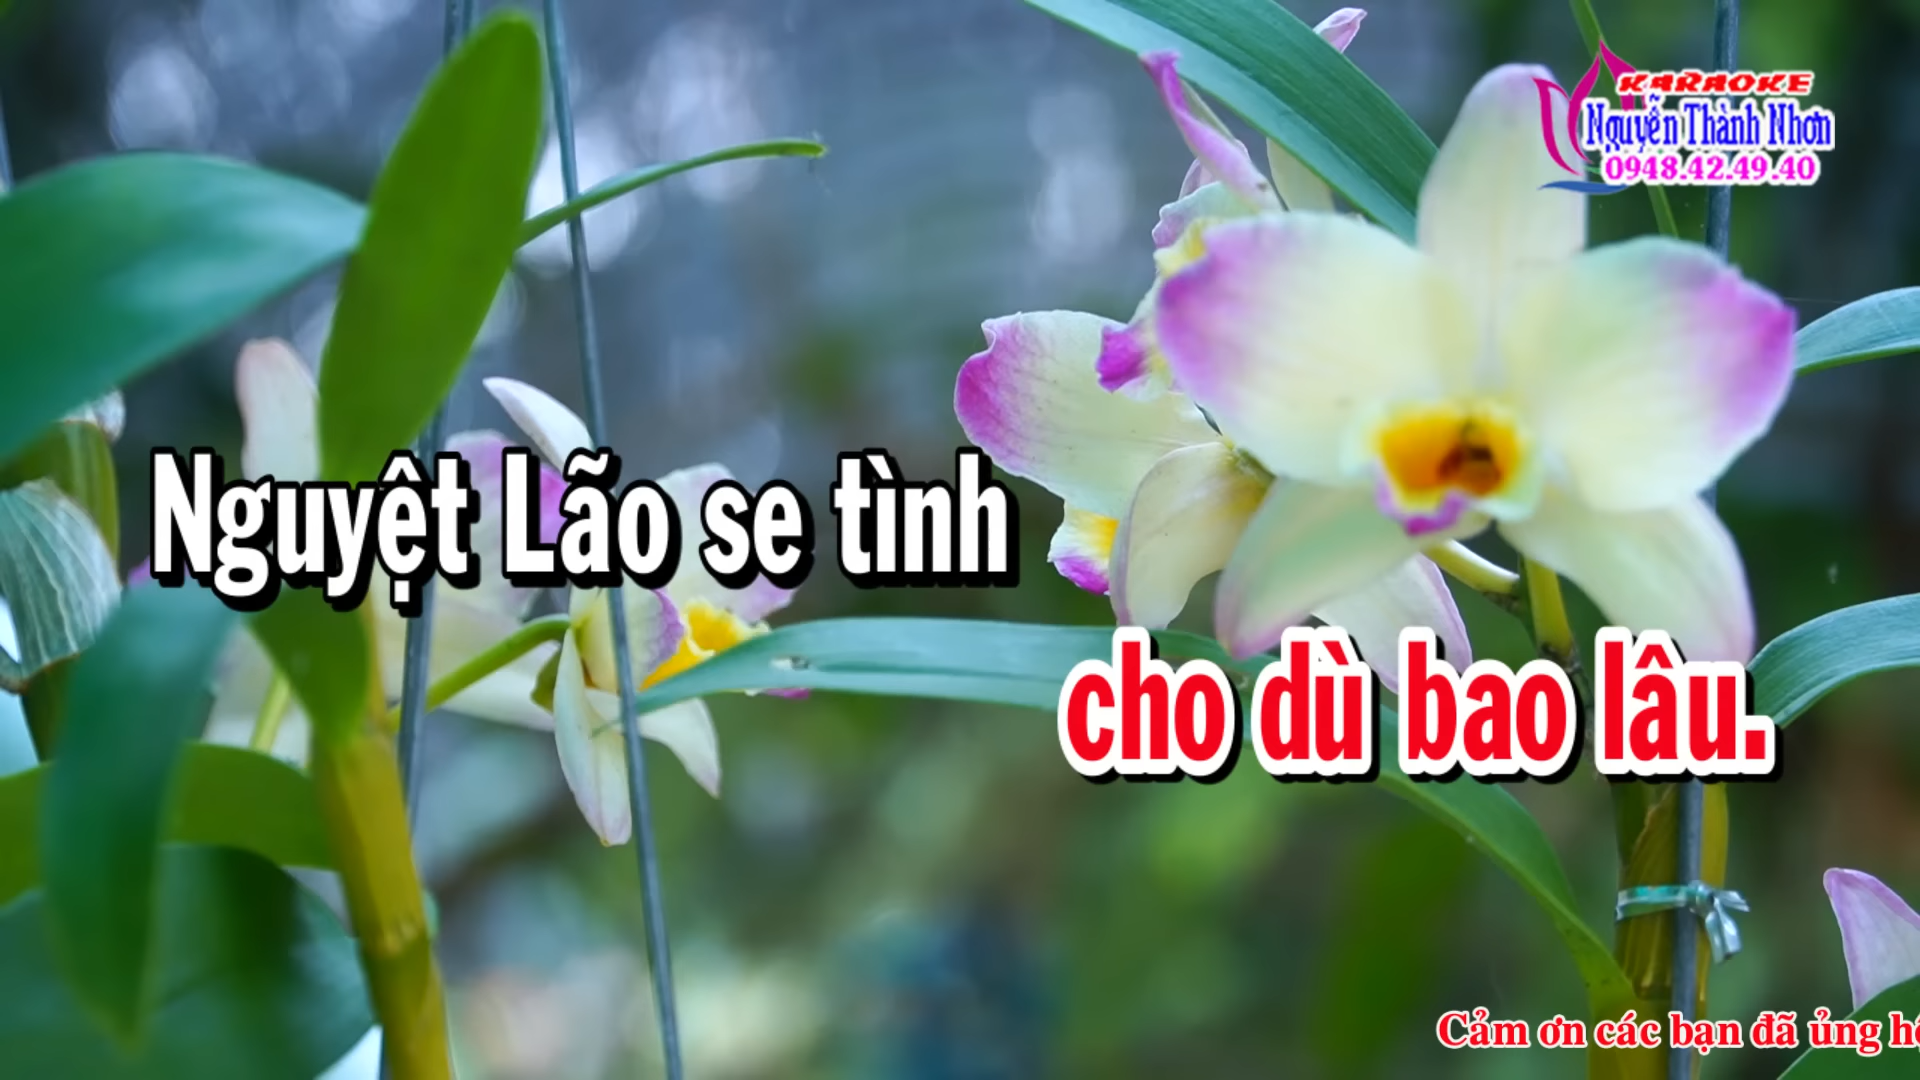 KARAOKE
Nguyễn Thành Nhơn
0948.42.49.40
Nguyệt Lão se tình
cho dù bao lâu.
Cảm ơn các bạn đã ủng hộ